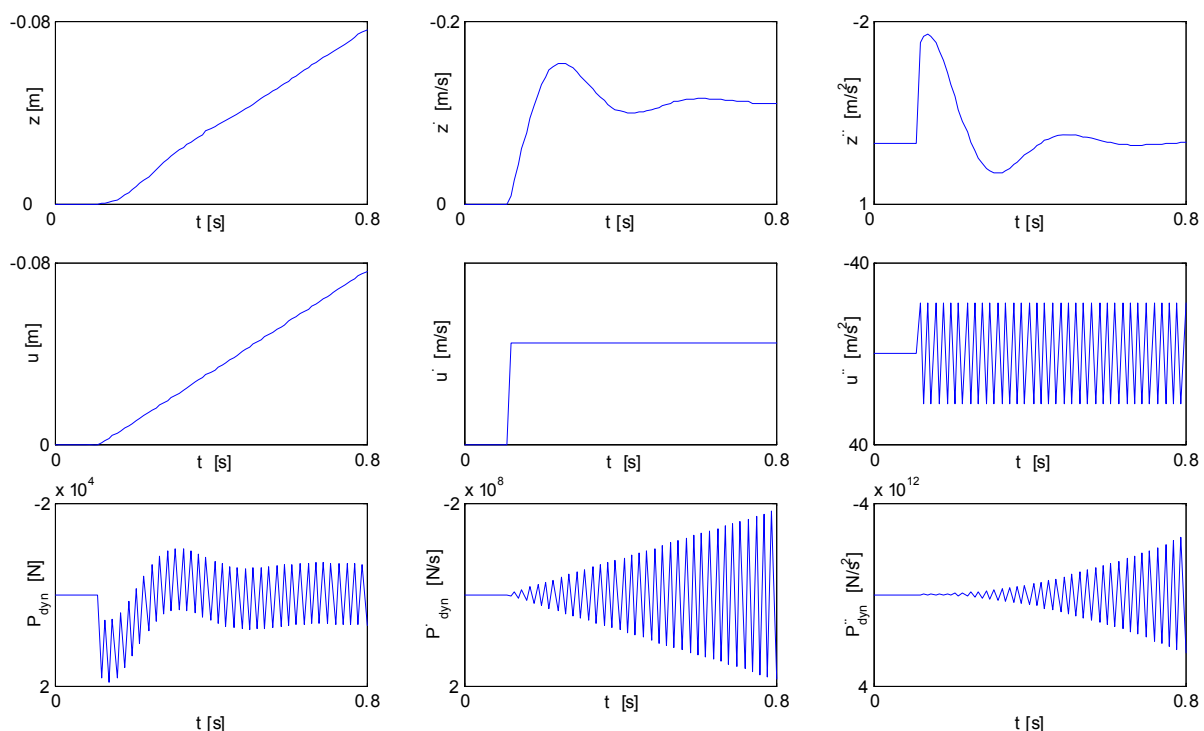 -0.08 -0.2 -2
z [m] z˙ [m/s] z¨ [m/s²]
0 0 1
0 0.8 0 0.8 0 0.8
t [s] t [s] t [s]
-0.08 -40
u [m] u˙ [m/s] u¨ [m/s²]
0 40
0 0.8 0 0.8 0 0.8
t [s] t [s] t [s]
x 10⁴ x 10⁸ x 10¹²
-2 -2 -4
P_dyn [N] P˙_dyn [N/s] P¨_dyn [N/s²]
2 2 4
0 0.8 0 0.8 0 0.8
t [s] t [s] t [s]